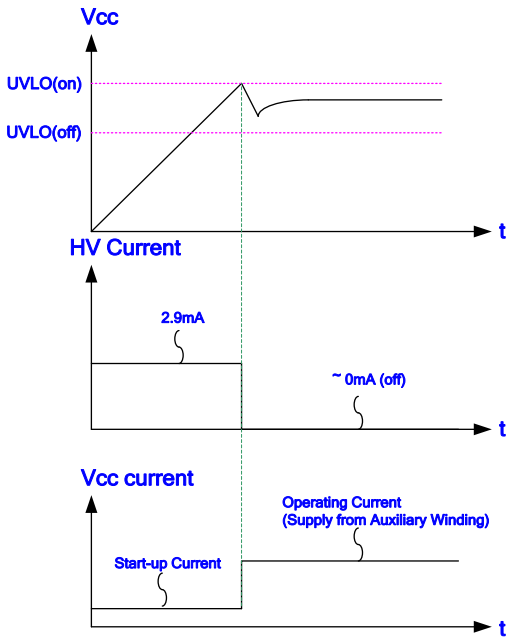 Vcc
UVLO(on)
UVLO(off)
t
HV Current
2.9mA
~ 0mA (off)
t
Vcc current
Operating Current
(Supply from Auxiliary Winding)
Start-up Current
t